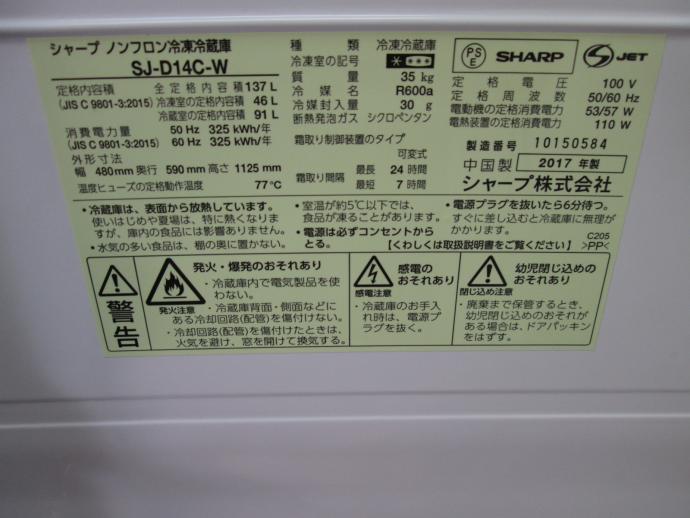 シャープ ノンフロン冷凍冷蔵庫
SJ-D14C-W
定格内容積 全定格内容積 137 L
(JIS C 9801-3:2015) 冷凍室の定格内容積 46 L
冷蔵室の定格内容積 91 L
消費電力量 50 Hz 325 kWh/年
(JIS C 9801-3:2015) 60 Hz 325 kWh/年
外形寸法
幅 480mm 奥行 590mm 高さ 1125 mm
温度ヒューズの定格動作温度 77℃
種類 冷凍冷蔵庫
冷凍室の記号
質量 35 kg
冷媒名 R600a
冷媒封入量 30 g
断熱発泡ガス シクロペンタン
霜取り制御装置のタイプ
可変式
霜取り間隔 最長 24 時間
最短 7 時間
PSE SHARP JET
定格電圧 100 V
定格周波数 50/60 Hz
電動機の定格消費電力 53/57 W
電熱装置の定格消費電力 110 W
製造番号 10150584
中国製 2017 年製
シャープ株式会社
・冷蔵庫は、表面から放熱しています。
使いはじめや夏場は、特に熱くなりま
すが、庫内の食品には影響ありません。
・水気の多い食品は、棚の奥に置かない。
・室温が約5℃以下では、
食品が凍ることがあります。
・電源は必ずコンセントから
とる。
・電源プラグを抜いたら6分待つ。
すぐに差し込むと冷蔵庫に無理が
かかります。
【くわしくは取扱説明書をご覧ください】
C205
>PP<
警告
発火・爆発のおそれあり
発火注意
・冷蔵庫内で電気製品を使
わない。
・冷蔵庫背面・側面などに
ある冷却回路(配管)を傷付けない。
・冷却回路(配管)を傷付けたときは、
火気を避け、窓を開けて換気する。
感電の
おそれあり
感電注意
・冷蔵庫のお手入
れ時は、電源プ
ラグを抜く。
幼児閉じ込めの
おそれあり
閉じ込め注意
・廃棄まで保管するとき、
幼児閉じ込めのおそれが
ある場合は、ドアパッキン
をはずす。